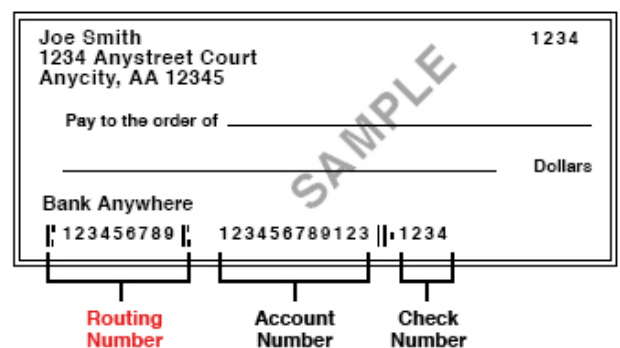 Joe Smith 1234
1234 Anystreet Court
Anycity, AA 12345
SAMPLE
Pay to the order of
Dollars
Bank Anywhere
123456789 123456789123 1234
Routing Number
Account Number
Check Number